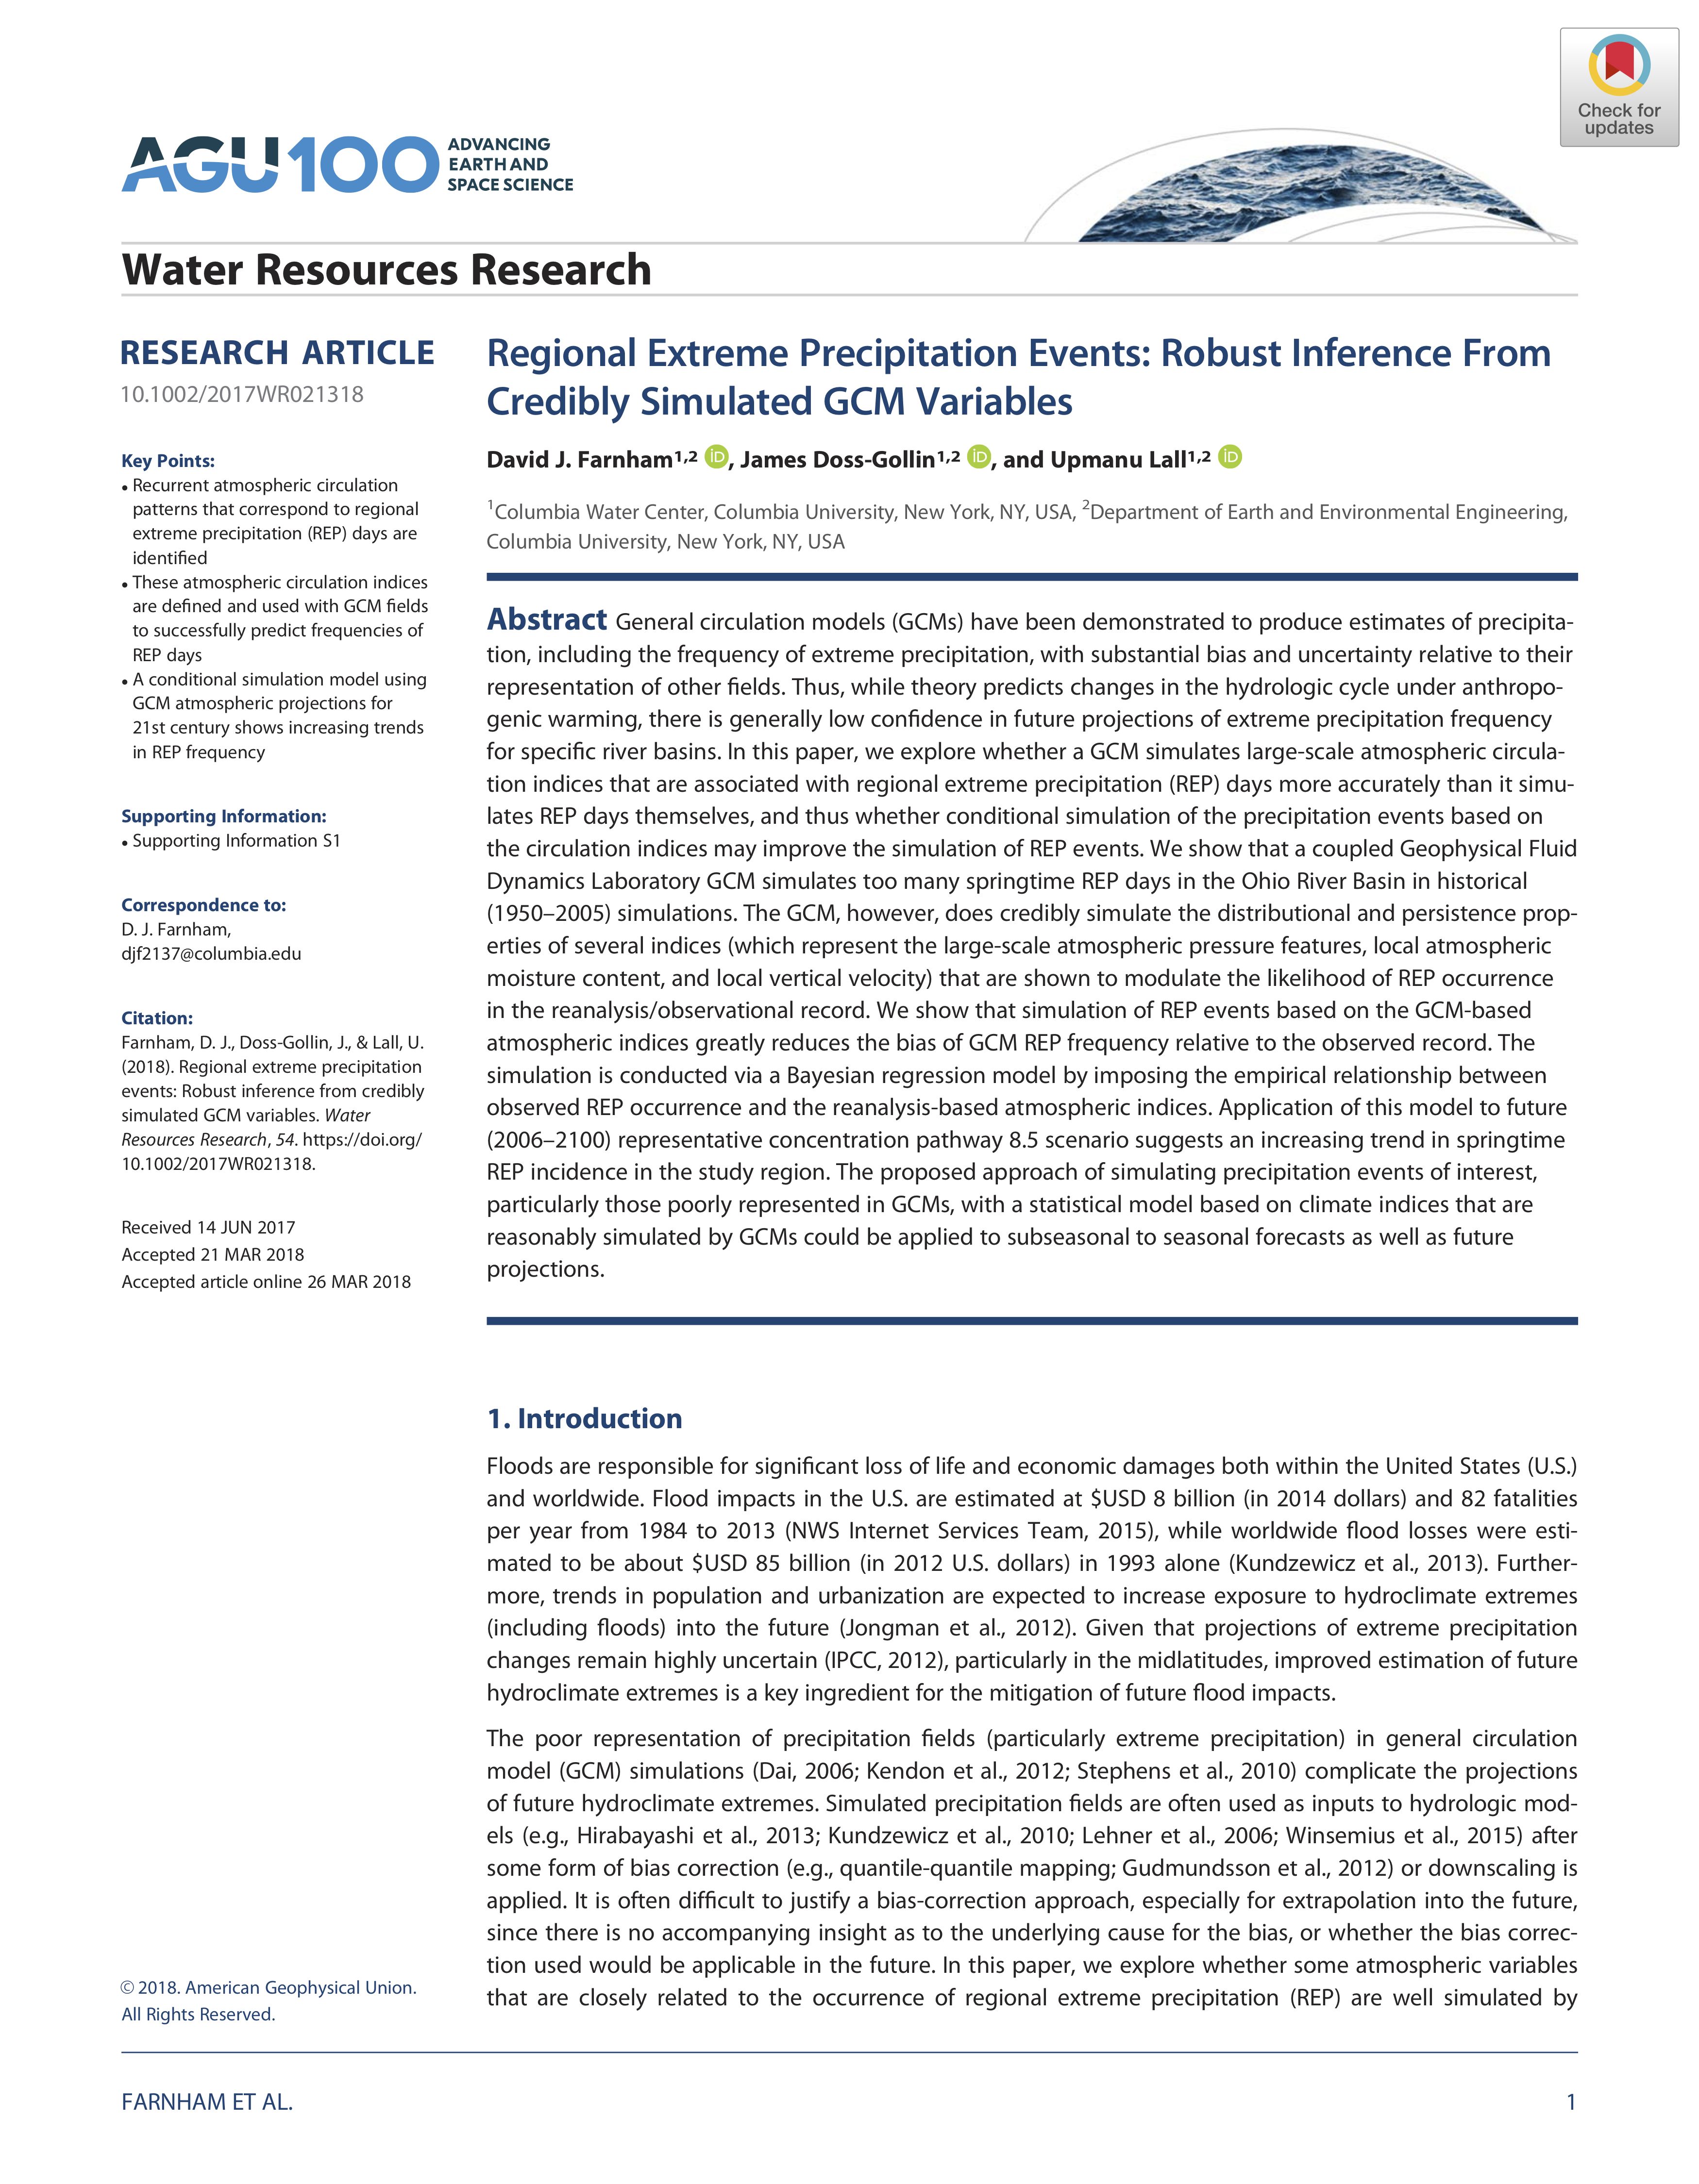 Check for
updates
AGU100
ADVANCING
EARTH AND
SPACE SCIENCE
Water Resources Research
RESEARCH ARTICLE
10.1002/2017WR021318
Key Points:
• Recurrent atmospheric circulation
patterns that correspond to regional
extreme precipitation (REP) days are
identified
• These atmospheric circulation indices
are defined and used with GCM fields
to successfully predict frequencies of
REP days
• A conditional simulation model using
GCM atmospheric projections for
21st century shows increasing trends
in REP frequency
Supporting Information:
• Supporting Information S1
Correspondence to:
D. J. Farnham,
djf2137@columbia.edu
Citation:
Farnham, D. J., Doss-Gollin, J., & Lall, U.
(2018). Regional extreme precipitation
events: Robust inference from credibly
simulated GCM variables. Water
Resources Research, 54. https://doi.org/
10.1002/2017WR021318.
Received 14 JUN 2017
Accepted 21 MAR 2018
Accepted article online 26 MAR 2018
© 2018. American Geophysical Union.
All Rights Reserved.
Regional Extreme Precipitation Events: Robust Inference From
Credibly Simulated GCM Variables
David J. Farnham1,2 iD, James Doss-Gollin1,2 iD, and Upmanu Lall1,2 iD
1Columbia Water Center, Columbia University, New York, NY, USA, 2Department of Earth and Environmental Engineering,
Columbia University, New York, NY, USA
Abstract General circulation models (GCMs) have been demonstrated to produce estimates of precipita-
tion, including the frequency of extreme precipitation, with substantial bias and uncertainty relative to their
representation of other fields. Thus, while theory predicts changes in the hydrologic cycle under anthropo-
genic warming, there is generally low confidence in future projections of extreme precipitation frequency
for specific river basins. In this paper, we explore whether a GCM simulates large-scale atmospheric circula-
tion indices that are associated with regional extreme precipitation (REP) days more accurately than it simu-
lates REP days themselves, and thus whether conditional simulation of the precipitation events based on
the circulation indices may improve the simulation of REP events. We show that a coupled Geophysical Fluid
Dynamics Laboratory GCM simulates too many springtime REP days in the Ohio River Basin in historical
(1950–2005) simulations. The GCM, however, does credibly simulate the distributional and persistence prop-
erties of several indices (which represent the large-scale atmospheric pressure features, local atmospheric
moisture content, and local vertical velocity) that are shown to modulate the likelihood of REP occurrence
in the reanalysis/observational record. We show that simulation of REP events based on the GCM-based
atmospheric indices greatly reduces the bias of GCM REP frequency relative to the observed record. The
simulation is conducted via a Bayesian regression model by imposing the empirical relationship between
observed REP occurrence and the reanalysis-based atmospheric indices. Application of this model to future
(2006–2100) representative concentration pathway 8.5 scenario suggests an increasing trend in springtime
REP incidence in the study region. The proposed approach of simulating precipitation events of interest,
particularly those poorly represented in GCMs, with a statistical model based on climate indices that are
reasonably simulated by GCMs could be applied to subseasonal to seasonal forecasts as well as future
projections.
1. Introduction
Floods are responsible for significant loss of life and economic damages both within the United States (U.S.)
and worldwide. Flood impacts in the U.S. are estimated at $USD 8 billion (in 2014 dollars) and 82 fatalities
per year from 1984 to 2013 (NWS Internet Services Team, 2015), while worldwide flood losses were esti-
mated to be about $USD 85 billion (in 2012 U.S. dollars) in 1993 alone (Kundzewicz et al., 2013). Further-
more, trends in population and urbanization are expected to increase exposure to hydroclimate extremes
(including floods) into the future (Jongman et al., 2012). Given that projections of extreme precipitation
changes remain highly uncertain (IPCC, 2012), particularly in the midlatitudes, improved estimation of future
hydroclimate extremes is a key ingredient for the mitigation of future flood impacts.
The poor representation of precipitation fields (particularly extreme precipitation) in general circulation
model (GCM) simulations (Dai, 2006; Kendon et al., 2012; Stephens et al., 2010) complicate the projections
of future hydroclimate extremes. Simulated precipitation fields are often used as inputs to hydrologic mod-
els (e.g., Hirabayashi et al., 2013; Kundzewicz et al., 2010; Lehner et al., 2006; Winsemius et al., 2015) after
some form of bias correction (e.g., quantile-quantile mapping; Gudmundsson et al., 2012) or downscaling is
applied. It is often difficult to justify a bias-correction approach, especially for extrapolation into the future,
since there is no accompanying insight as to the underlying cause for the bias, or whether the bias correc-
tion used would be applicable in the future. In this paper, we explore whether some atmospheric variables
that are closely related to the occurrence of regional extreme precipitation (REP) are well simulated by
FARNHAM ET AL.
1